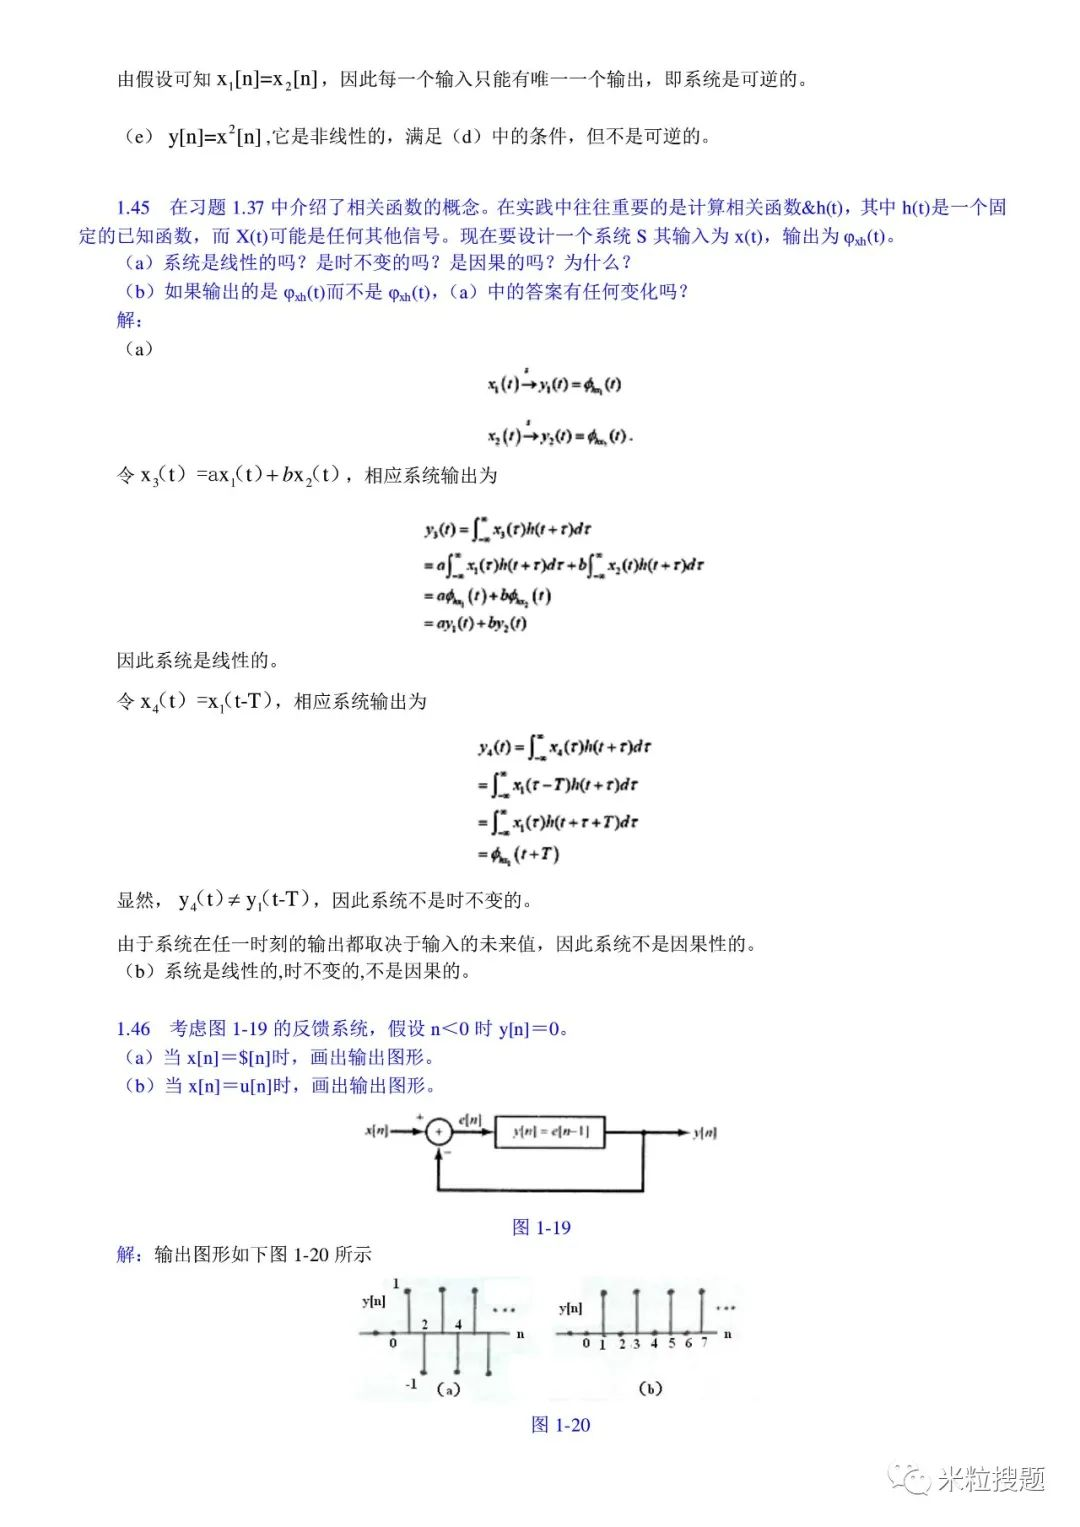 由假设可知 x₁[n]=x₂[n]，因此每一个输入只能有唯一一个输出，即系统是可逆的。
（e） y[n]=x²[n],它是非线性的，满足（d）中的条件，但不是可逆的。
1.45 在习题 1.37 中介绍了相关函数的概念。在实践中往往重要的是计算相关函数&h(t)，其中 h(t)是一个固
定的已知函数，而 X(t)可能是任何其他信号。现在要设计一个系统 S 其输入为 x(t)，输出为 φₓₕ(t)。
（a）系统是线性的吗？是时不变的吗？是因果的吗？为什么？
（b）如果输出的是 φₓₕ(t)而不是 φₓₕ(t)，（a）中的答案有任何变化吗？
解：
（a）
x₁(t) →ˢ y₁(t) = ϕ_{hx₁}(t)
x₂(t) →ˢ y₂(t) = ϕ_{hx₂}(t).
令 x₃(t) =ax₁(t)+bx₂(t)，相应系统输出为
y₃(t) = ∫_{-∞}^{∞} x₃(τ)h(t+τ)dτ
= a∫_{-∞}^{∞} x₁(τ)h(t+τ)dτ + b∫_{-∞}^{∞} x₂(t)h(t+τ)dτ
= aϕ_{hx₁}(t) + bϕ_{hx₂}(t)
= ay₁(t) + by₂(t)
因此系统是线性的。
令 x₄(t) =x₁(t-T)，相应系统输出为
y₄(t) = ∫_{-∞}^{∞} x₄(τ)h(t+τ)dτ
= ∫_{-∞}^{∞} x₁(τ-T)h(t+τ)dτ
= ∫_{-∞}^{∞} x₁(τ)h(t+τ+T)dτ
= ϕ_{hx₁}(t+T)
显然， y₄(t)≠y₁(t-T)，因此系统不是时不变的。
由于系统在任一时刻的输出都取决于输入的未来值，因此系统不是因果性的。
（b）系统是线性的,时不变的,不是因果的。
1.46 考虑图 1-19 的反馈系统，假设 n＜0 时 y[n]＝0。
（a）当 x[n]＝$[n]时，画出输出图形。
（b）当 x[n]＝u[n]时，画出输出图形。
x[n] + + − e[n] y[n] = e[n−1] y[n]
图 1-19
解：输出图形如下图 1-20 所示
1 y[n] 0 2 4 ... n -1 (a)
y[n] 0 1 2 3 4 5 6 7 ... n (b)
图 1-20
米粒搜题